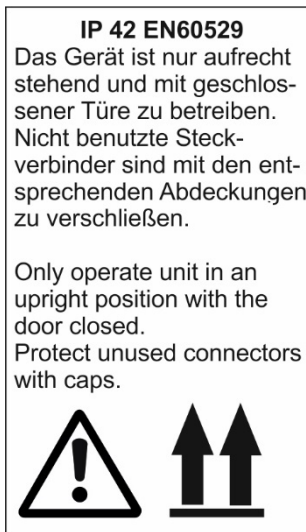 IP 42 EN60529
Das Gerät ist nur aufrecht
stehend und mit geschlos-
sener Türe zu betreiben.
Nicht benutzte Steck-
verbinder sind mit den ent-
sprechenden Abdeckungen
zu verschließen.
Only operate unit in an
upright position with the
door closed.
Protect unused connectors
with caps.